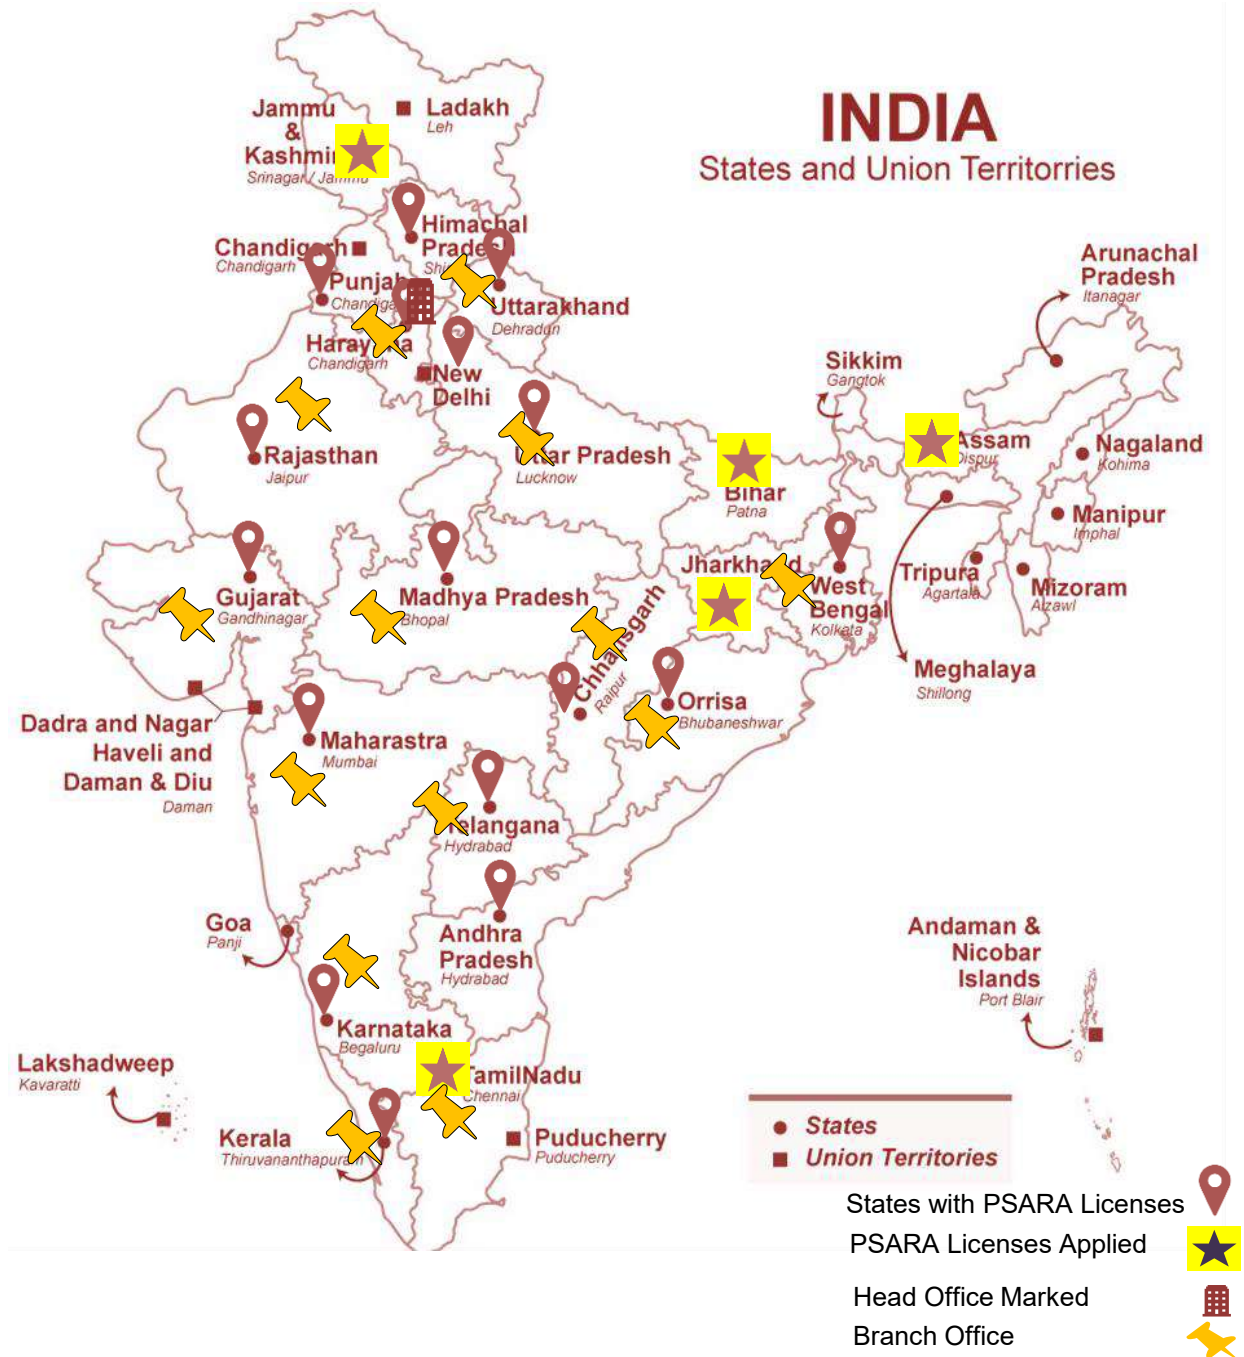 INDIA
States and Union Territorries
Jammu
&
Kashmir
Srinagar / Jammu
Ladakh
Leh
Himachal
Pradesh
Chandigarh
Chandigarh
Punjab
Chandigarh
Uttarakhand
Dehradun
Harayana
Chandigarh
New
Delhi
Arunachal
Pradesh
Itanagar
Sikkim
Gangtok
Assam
Dispur
Nagaland
Kohima
Rajasthan
Jaipur
Uttar Pradesh
Lucknow
Bihar
Patna
Manipur
Imphal
Jharkhand
Tripura
Agartala
Mizoram
Aizawl
West
Bengal
Kolkata
Gujarat
Gandhinagar
Madhya Pradesh
Bhopal
Chhattisgarh
Raipur
Meghalaya
Shillong
Orrisa
Bhubaneshwar
Dadra and Nagar
Haveli and
Daman & Diu
Daman
Maharastra
Mumbai
Telangana
Hydrabad
Goa
Panji
Andhra
Pradesh
Hydrabad
Andaman &
Nicobar
Islands
Port Blair
Karnataka
Begaluru
Lakshadweep
Kavaratti
TamilNadu
Chennai
Kerala
Thiruvananthapuram
Puducherry
Puducherry
States
Union Territories
States with PSARA Licenses
PSARA Licenses Applied
Head Office Marked
Branch Office